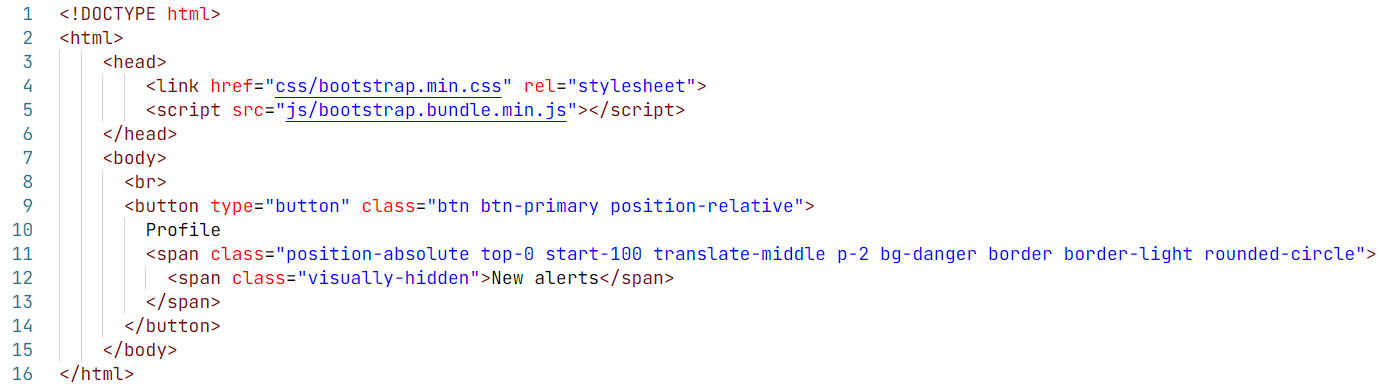 1 <!DOCTYPE html>
2 <html>
3 <head>
4 <link href="css/bootstrap.min.css" rel="stylesheet">
5 <script src="js/bootstrap.bundle.min.js"></script>
6 </head>
7 <body>
8 <br>
9 <button type="button" class="btn btn-primary position-relative">
10 Profile
11 <span class="position-absolute top-0 start-100 translate-middle p-2 bg-danger border border-light rounded-circle">
12 <span class="visually-hidden">New alerts</span>
13 </span>
14 </button>
15 </body>
16 </html>